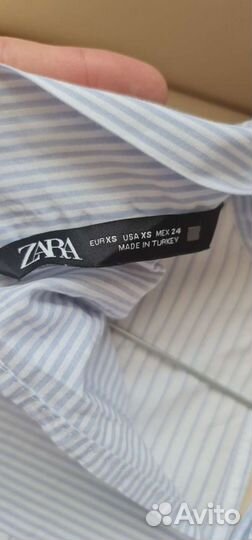 ZARA
EUR XS USA XS MEX 24
MADE IN TURKEY
Avito